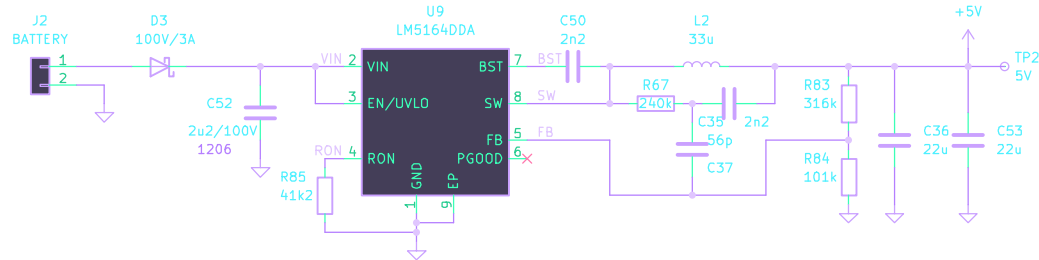 J2
BATTERY
1
2
D3
100V/3A
C52
2u2/100V
1206
U9
LM5164DDA
VIN
2
VIN
3
EN/UVLO
RON
4
RON
R85
41k2
GND
1
EP
9
BST
7
BST
SW
8
SW
FB
5
FB
PGOOD
6
C50
2n2
L2
33u
R67
240k
C35
2n2
56p
C37
R83
316k
R84
101k
C36
22u
C53
22u
+5V
TP2
5V